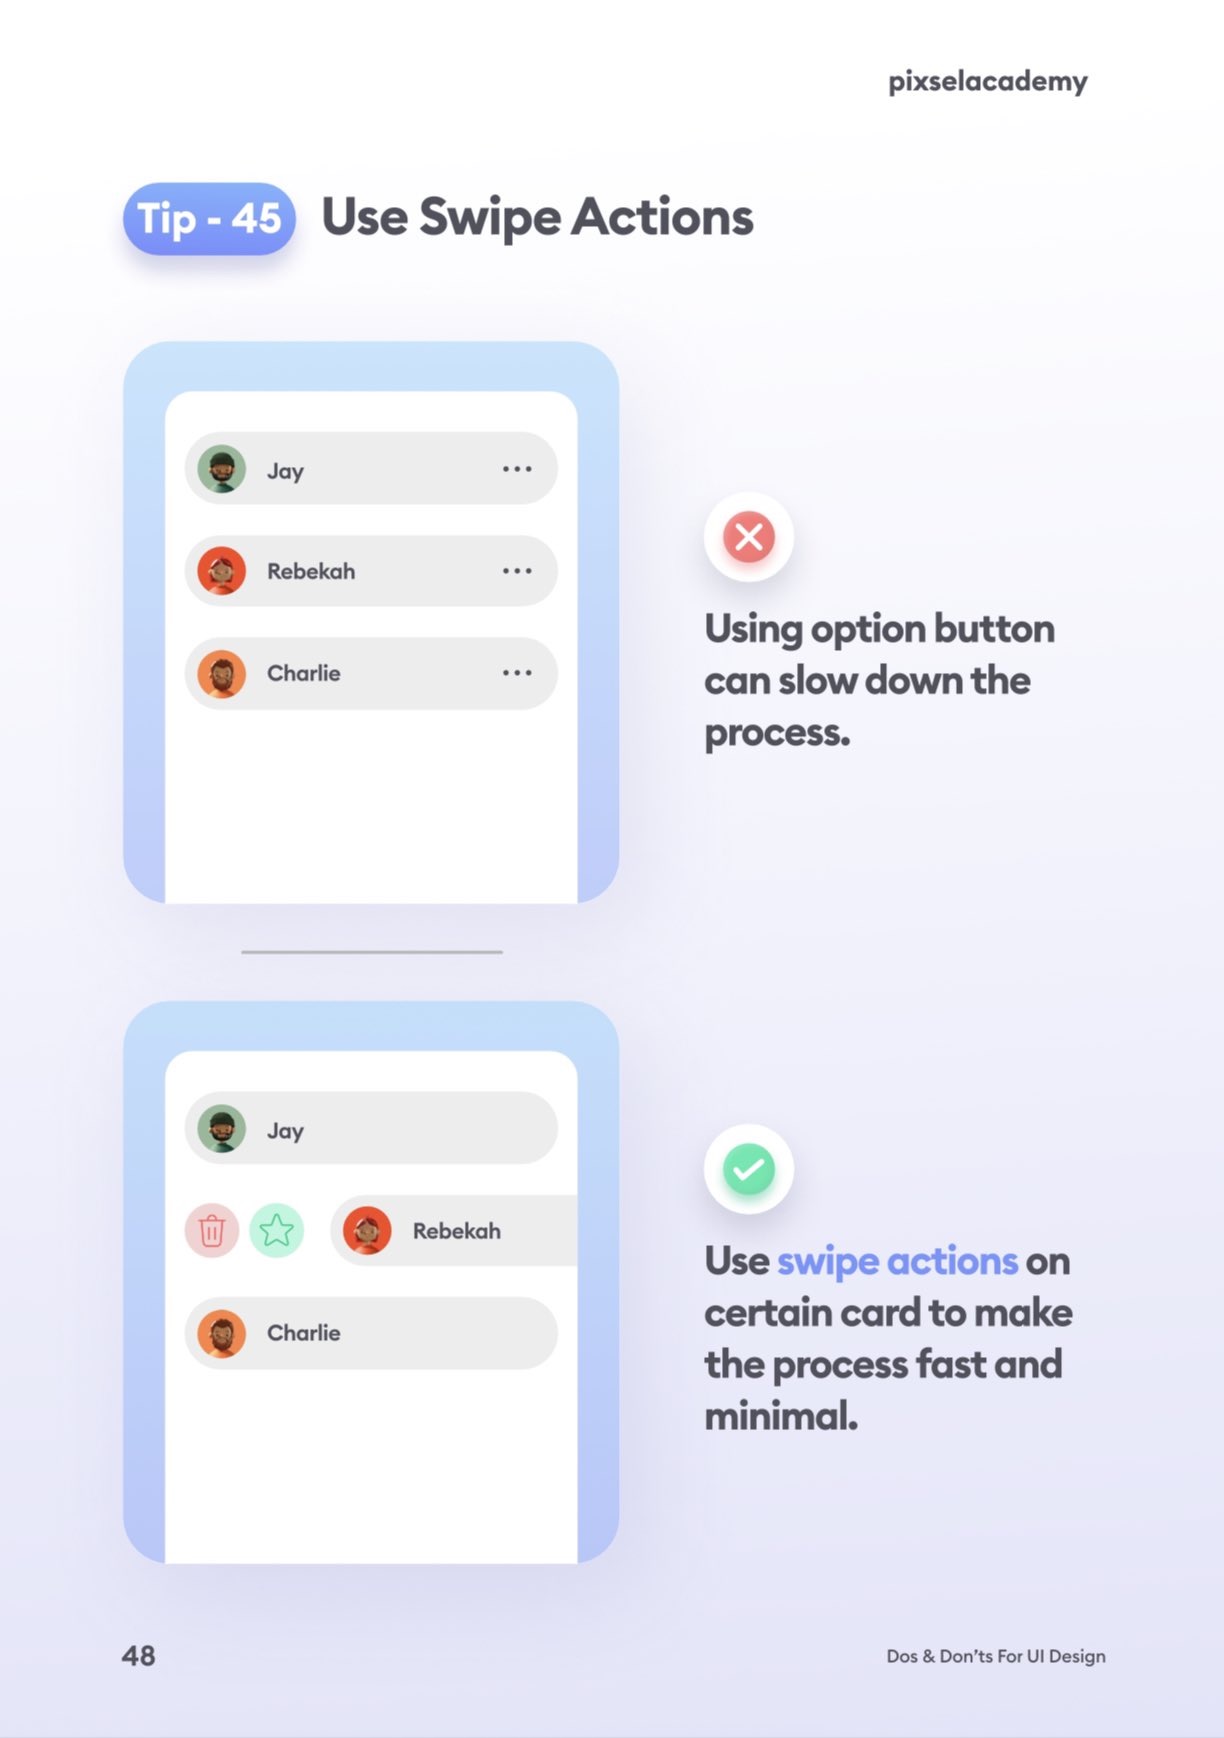 pixselacademy
Tip - 45 Use Swipe Actions
Jay
Rebekah
Charlie
Using option button
can slow down the
process.
Jay
Rebekah
Charlie
Use swipe actions on
certain card to make
the process fast and
minimal.
48
Dos & Don'ts For UI Design